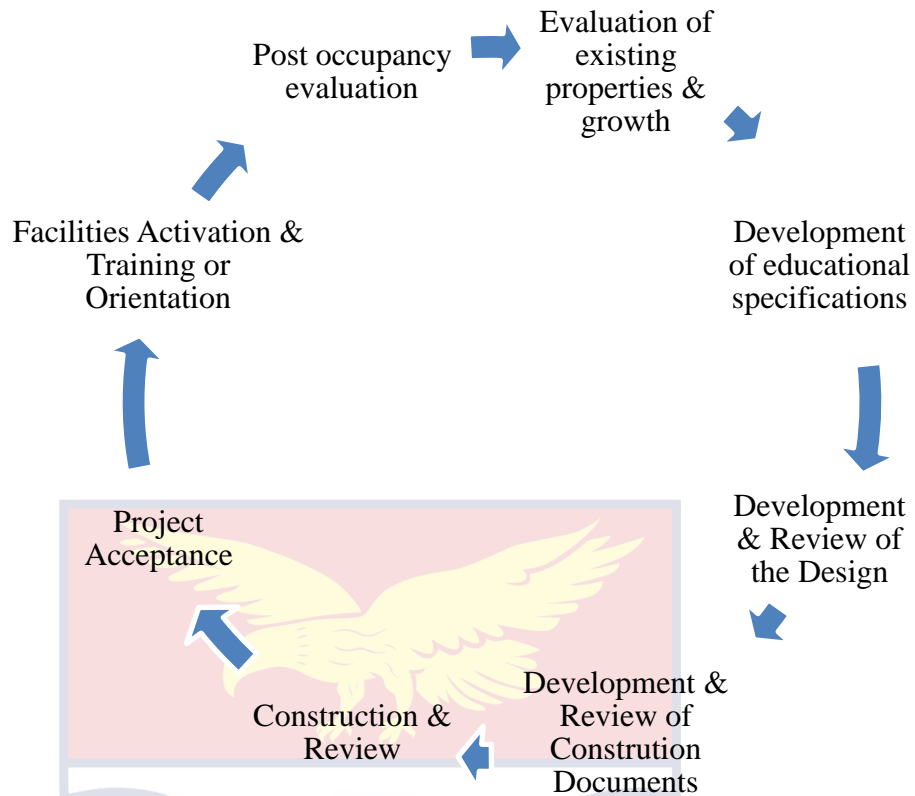 Evaluation of
existing
properties &
growth
Development
of educational
specifications
Development
& Review of
the Design
Development &
Review of
Constrution
Documents
Construction &
Review
Project
Acceptance
Facilities Activation &
Training or
Orientation
Post occupancy
evaluation